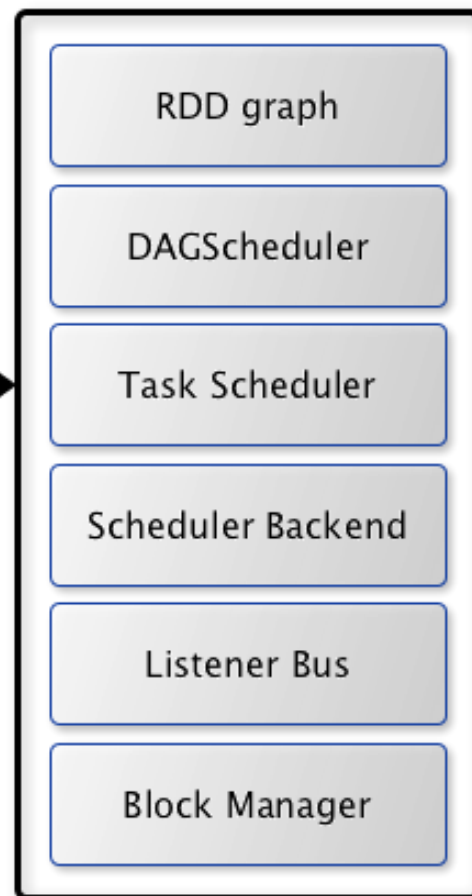 RDD graph
DAGScheduler
Task Scheduler
Scheduler Backend
Listener Bus
Block Manager